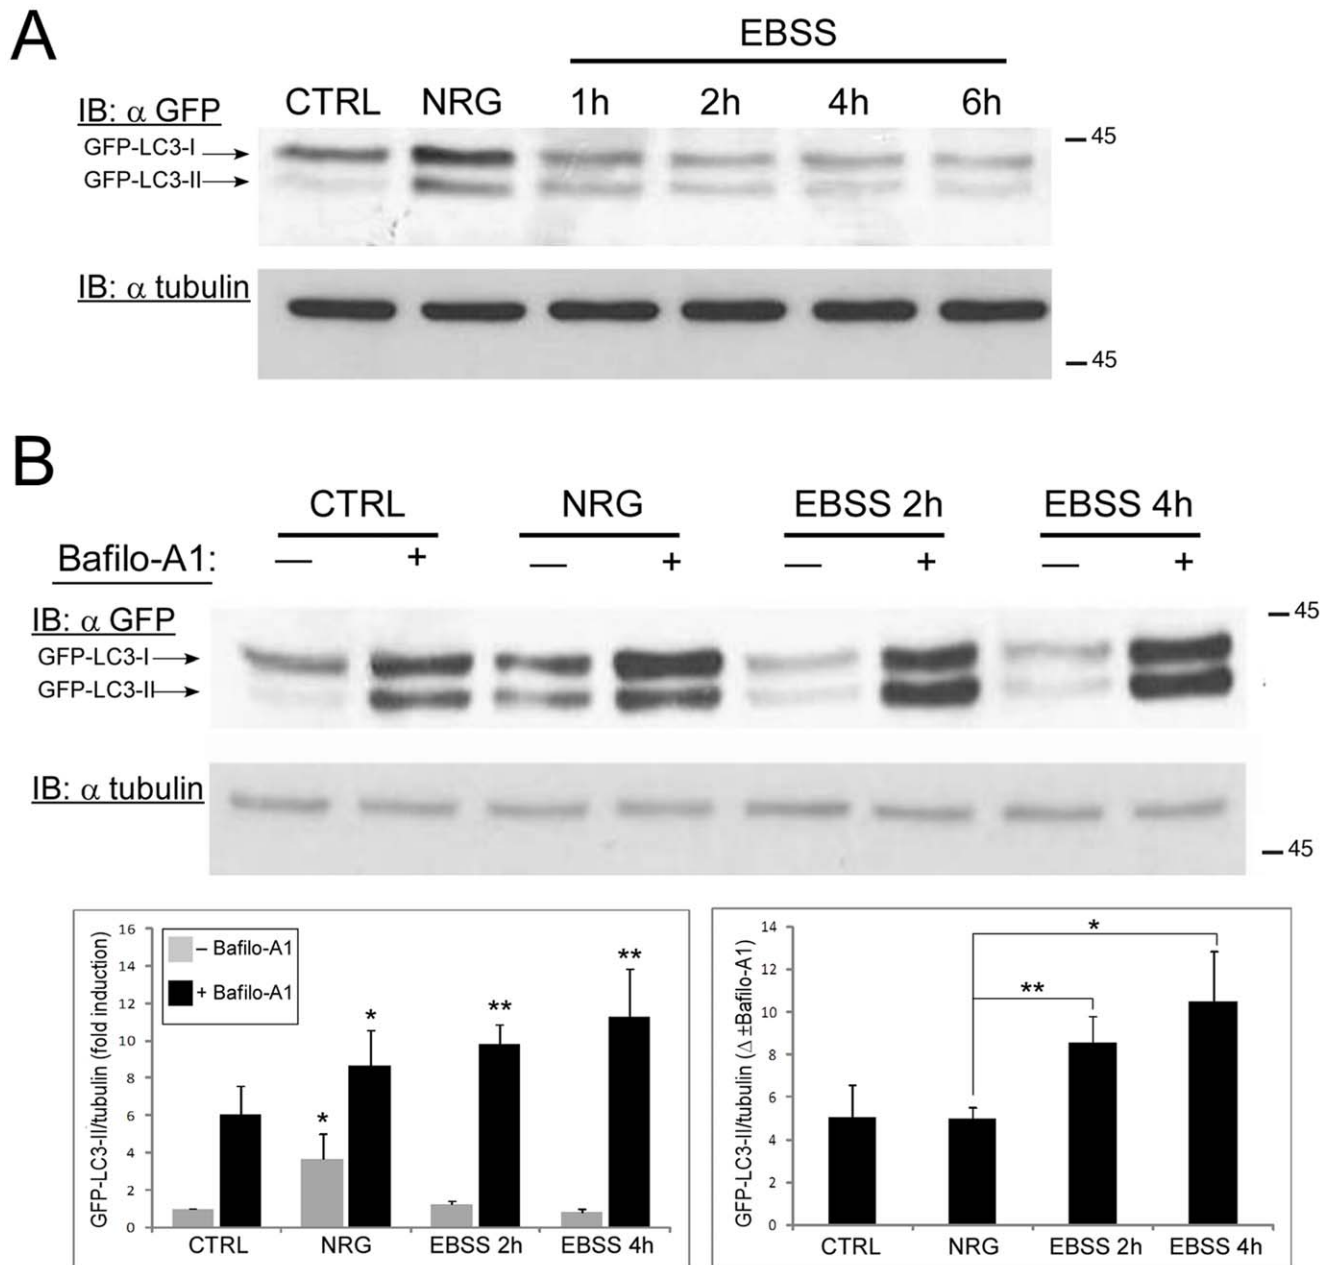 A
EBSS
IB: α GFP
CTRL NRG 1h 2h 4h 6h
GFP-LC3-I
GFP-LC3-II
45
IB: α tubulin
45
B
CTRL NRG EBSS 2h EBSS 4h
Bafilo-A1: — + — + — + — +
IB: α GFP
GFP-LC3-I
GFP-LC3-II
45
IB: α tubulin
45
GFP-LC3-II/tubulin (fold induction)
16
14
12
10
8
6
4
2
0
– Bafilo-A1
+ Bafilo-A1
* * ** **
CTRL NRG EBSS 2h EBSS 4h
GFP-LC3-II/tubulin (Δ ±Bafilo-A1)
14
12
10
8
6
4
2
0
*
**
CTRL NRG EBSS 2h EBSS 4h